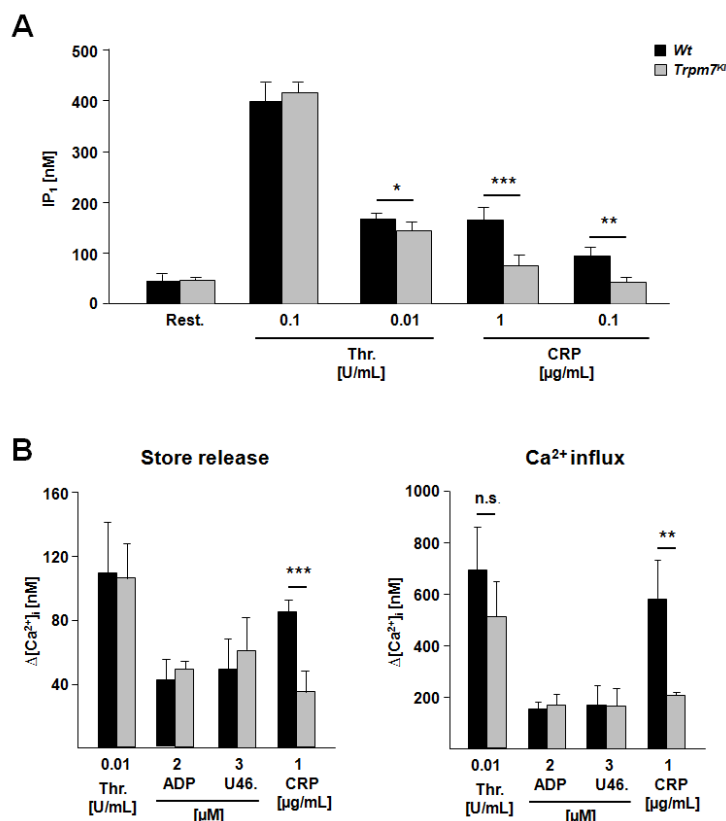 A
Wt
Trpm7ᴷᴵ
IP₁ [nM]
500
400
300
200
100
0
*
***
**
Rest.
0.1
0.01
1
0.1
Thr.
[U/mL]
CRP
[µg/mL]
B
Store release
Δ[Ca²⁺]ᵢ [nM]
160
120
80
40
***
0.01
2
3
1
Thr.
ADP
U46.
CRP
[U/mL]
[µM]
[µg/mL]
Ca²⁺ influx
Δ[Ca²⁺]ᵢ [nM]
1000
800
600
400
200
n.s.
**
0.01
2
3
1
Thr.
ADP
U46.
CRP
[U/mL]
[µM]
[µg/mL]